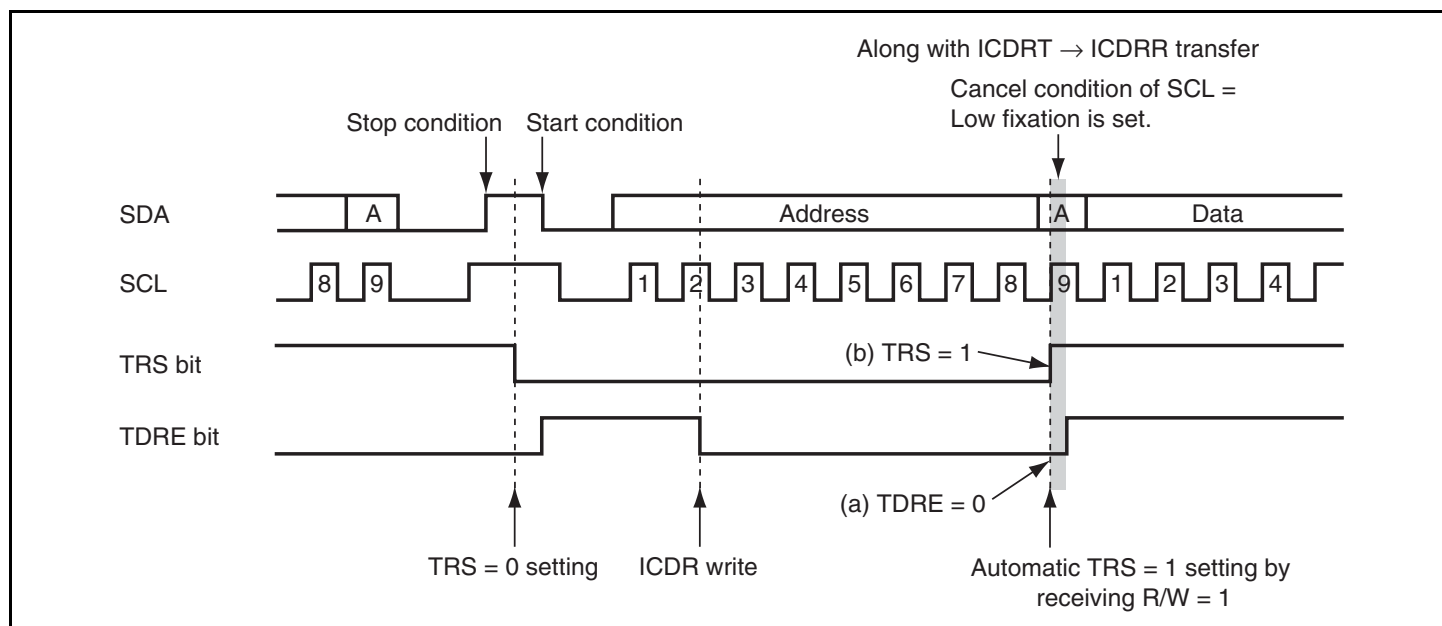 Along with ICDRT → ICDRR transfer
Cancel condition of SCL =
Low fixation is set.
Stop condition
Start condition
SDA
A
Address
A
Data
SCL
8 9 1 2 3 4 5 6 7 8 9 1 2 3 4
TRS bit
(b) TRS = 1
TDRE bit
(a) TDRE = 0
TRS = 0 setting
ICDR write
Automatic TRS = 1 setting by
receiving R/W = 1